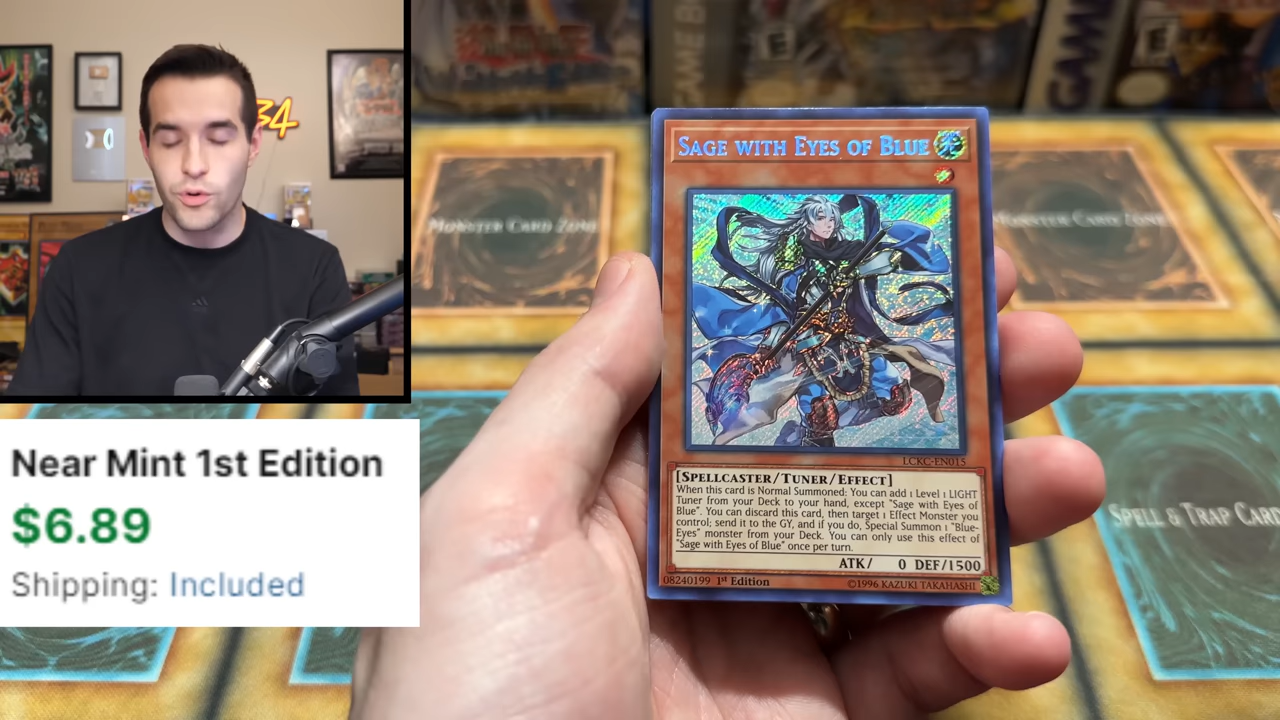 34
GAME B
E
GAME
E
MONSTER CARD ZONE
MONSTER CARD ZONE
SPELL & TRAP CARD
Near Mint 1st Edition
$6.89
Shipping: Included
SAGE WITH EYES OF BLUE
LCKC-EN015
[SPELLCASTER/TUNER/EFFECT]
When this card is Normal Summoned: You can add 1 Level 1 LIGHT
Tuner from your Deck to your hand, except "Sage with Eyes of
Blue". You can discard this card, then target 1 Effect Monster you
control; send it to the GY, and if you do, Special Summon 1 "Blue-
Eyes" monster from your Deck. You can only use this effect of
"Sage with Eyes of Blue" once per turn.
ATK/ 0 DEF/1500
08240199 1st Edition ©1996 KAZUKI TAKAHASHI